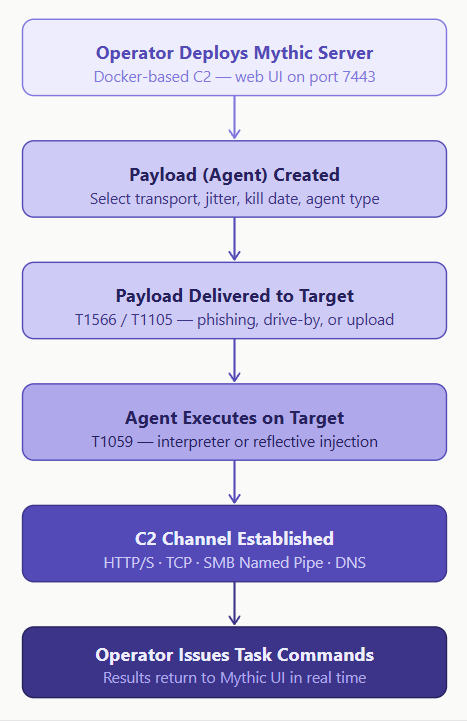 Operator Deploys Mythic Server
Docker-based C2 — web UI on port 7443
Payload (Agent) Created
Select transport, jitter, kill date, agent type
Payload Delivered to Target
T1566 / T1105 — phishing, drive-by, or upload
Agent Executes on Target
T1059 — interpreter or reflective injection
C2 Channel Established
HTTP/S · TCP · SMB Named Pipe · DNS
Operator Issues Task Commands
Results return to Mythic UI in real time